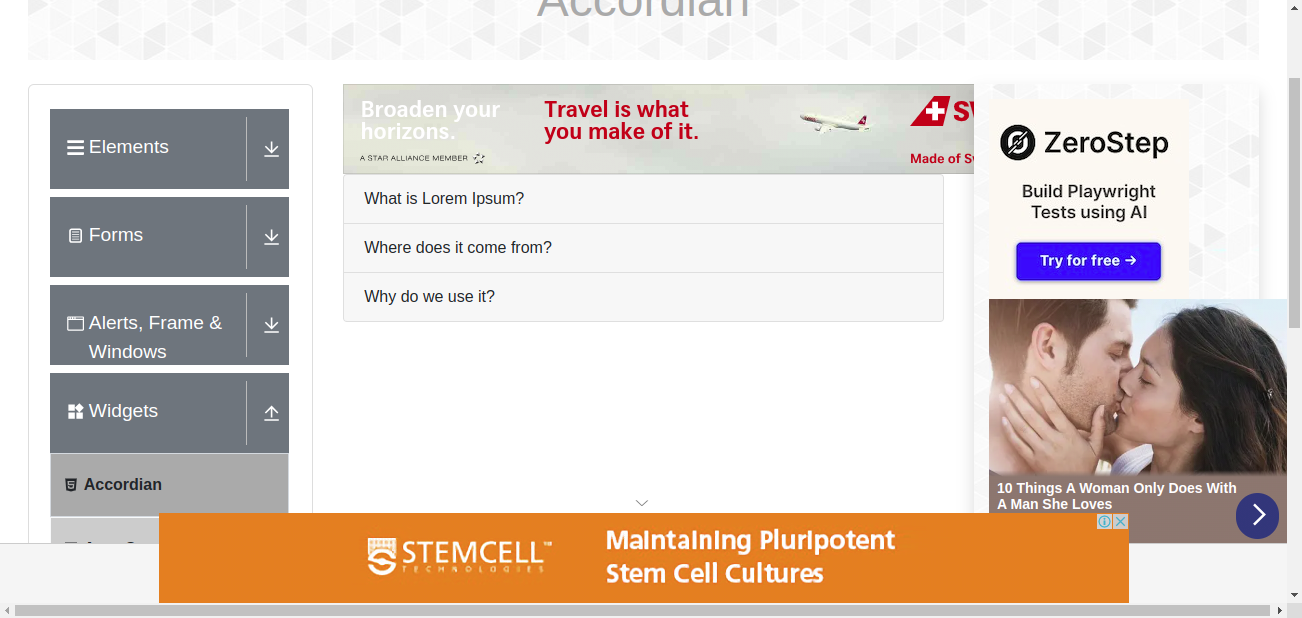 Accordian
Elements
Forms
Alerts, Frame &
Windows
Widgets
Accordian
Broaden your
horizons.
A STAR ALLIANCE MEMBER
Travel is what
you make of it.
Made of
What is Lorem Ipsum?
Where does it come from?
Why do we use it?
ZeroStep
Build Playwright
Tests using AI
Try for free →
10 Things A Woman Only Does With
A Man She Loves
STEMCELL™
TECHNOLOGIES
Maintaining Pluripotent
Stem Cell Cultures